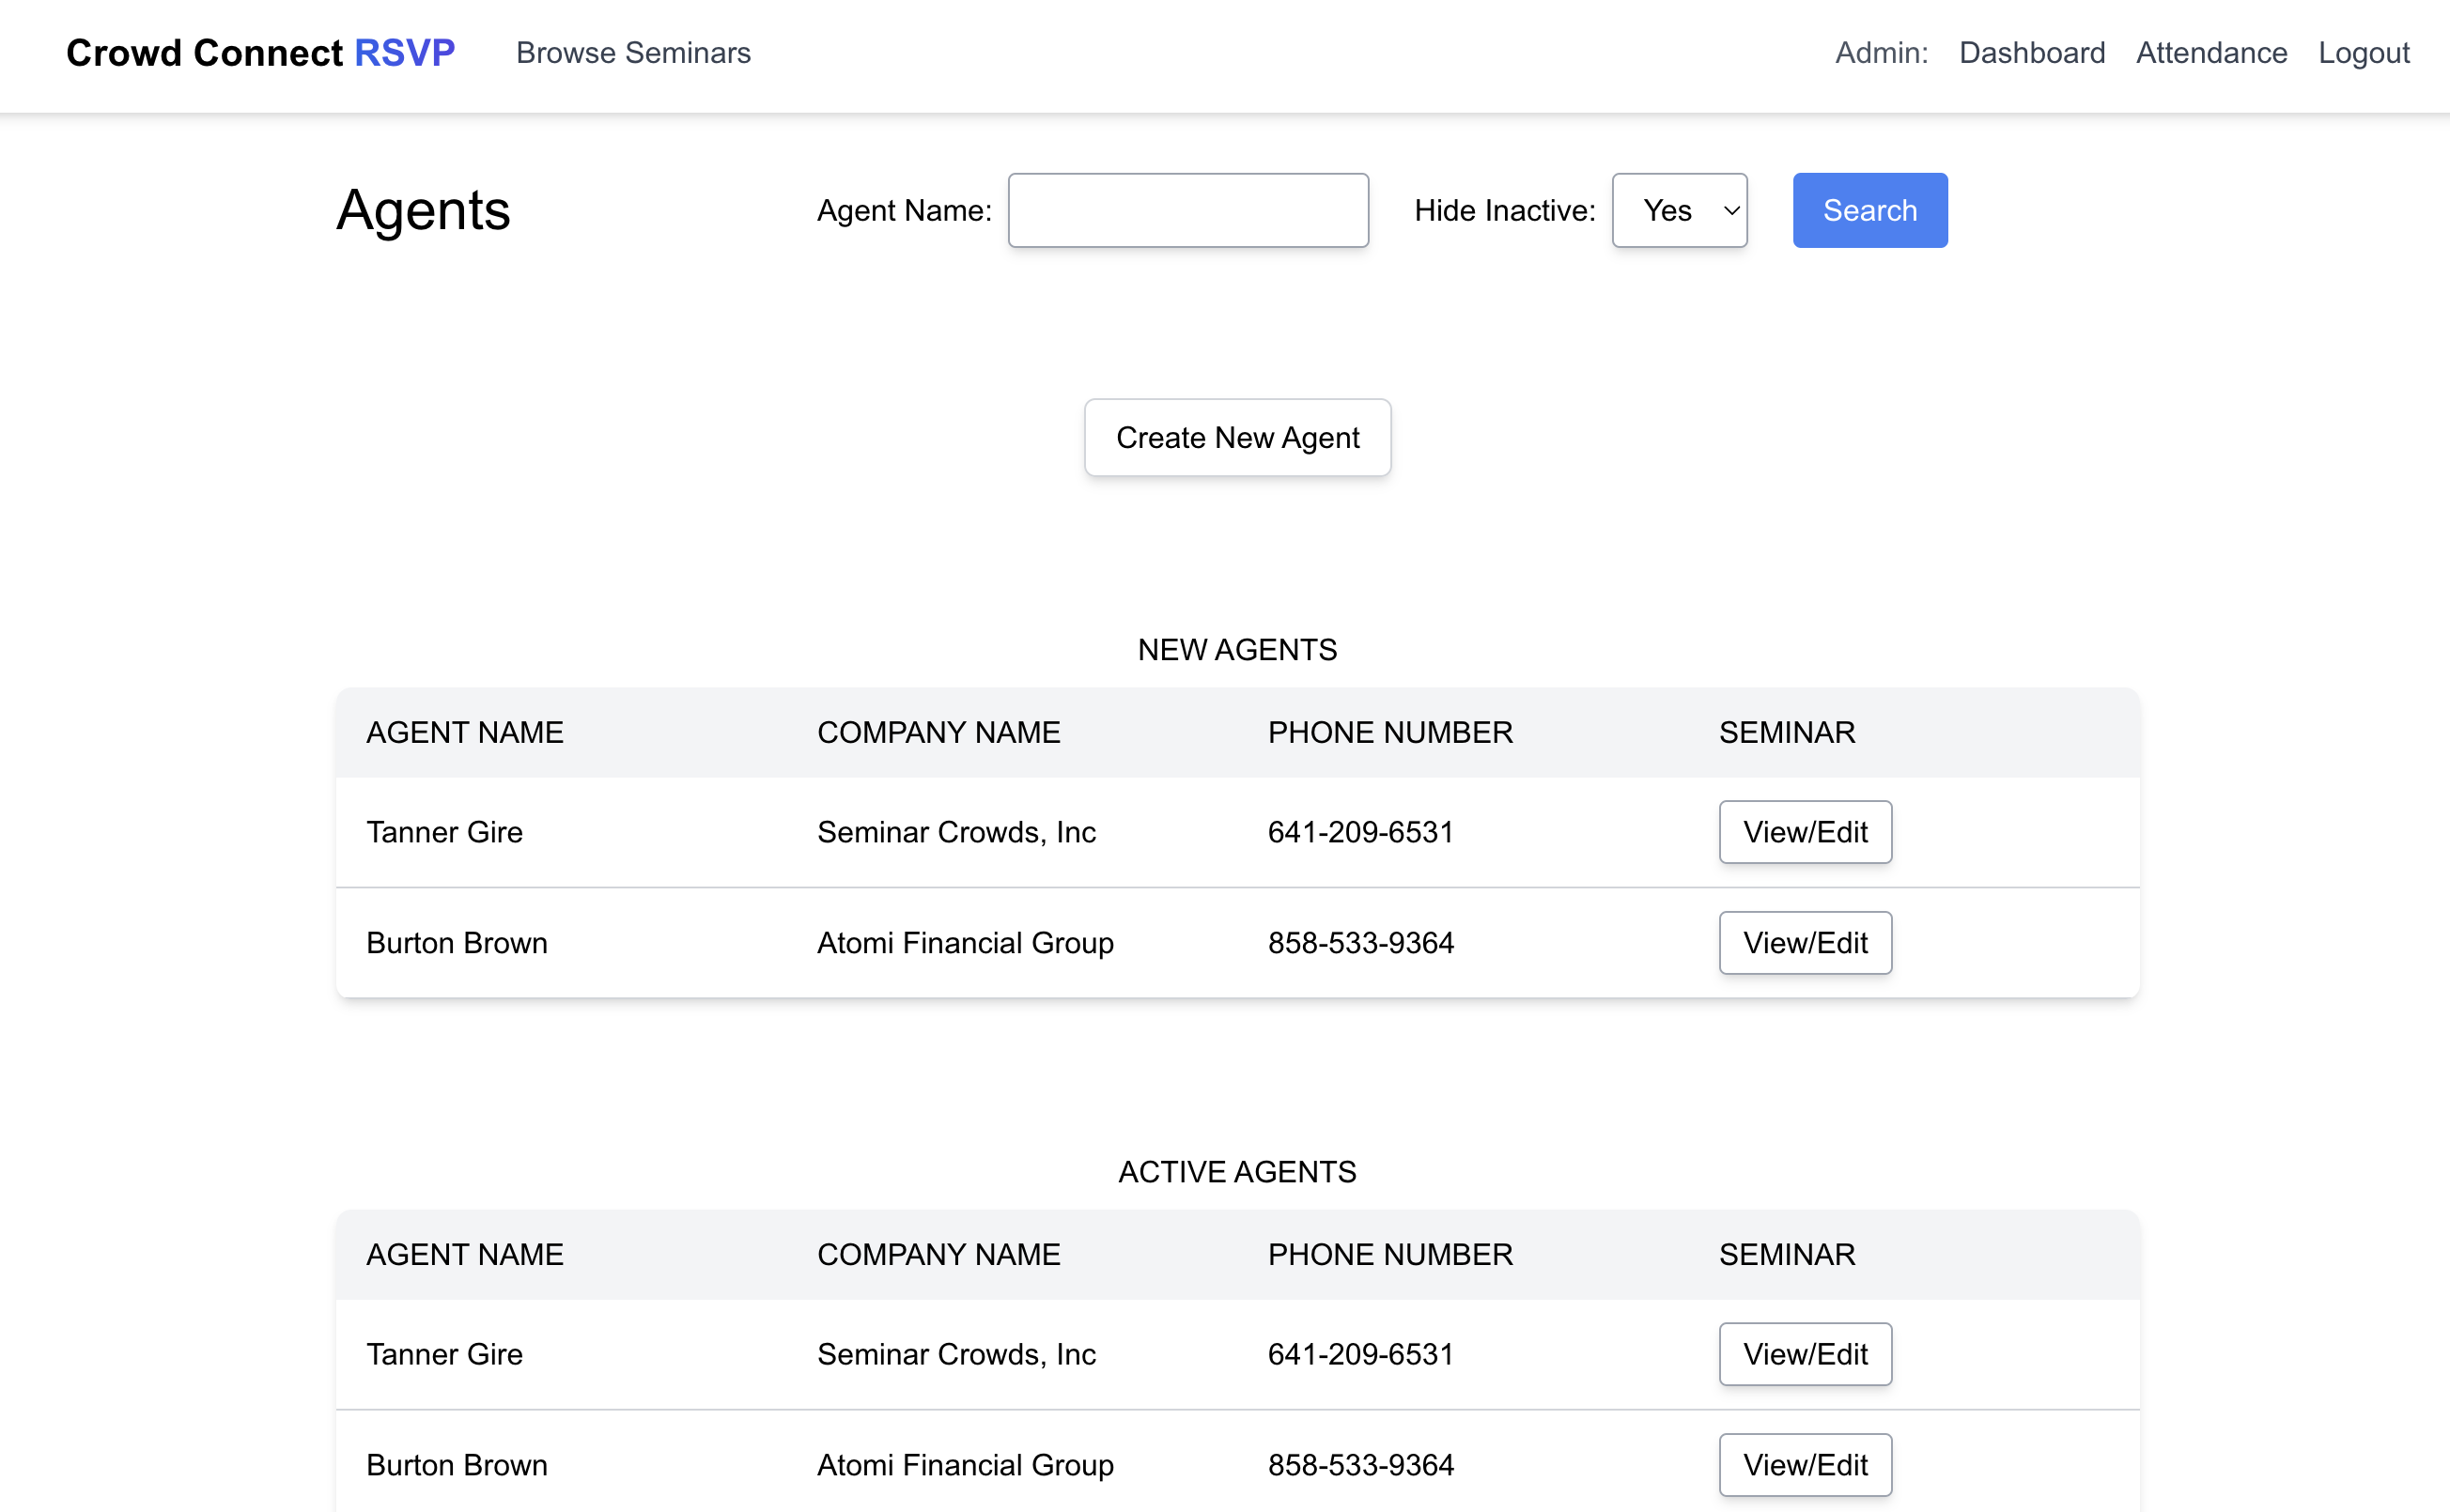 Crowd Connect RSVP Browse Seminars Admin: Dashboard Attendance Logout
Agents Agent Name: Hide Inactive: Yes Search
Create New Agent
NEW AGENTS
AGENT NAME COMPANY NAME PHONE NUMBER SEMINAR
Tanner Gire Seminar Crowds, Inc 641-209-6531 View/Edit
Burton Brown Atomi Financial Group 858-533-9364 View/Edit
ACTIVE AGENTS
AGENT NAME COMPANY NAME PHONE NUMBER SEMINAR
Tanner Gire Seminar Crowds, Inc 641-209-6531 View/Edit
Burton Brown Atomi Financial Group 858-533-9364 View/Edit